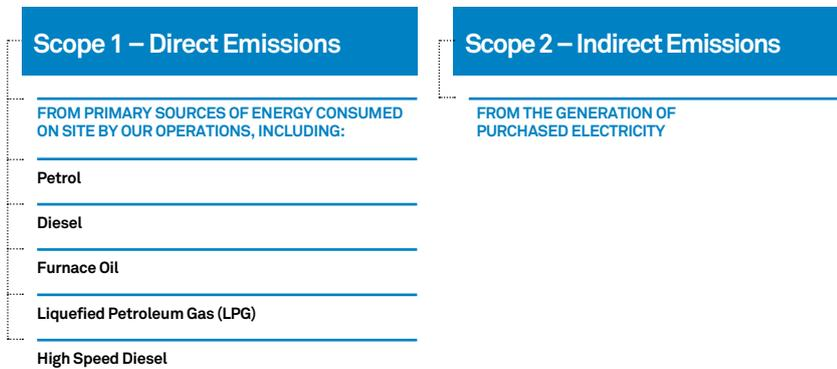 Scope 1 – Direct Emissions
FROM PRIMARY SOURCES OF ENERGY CONSUMED
ON SITE BY OUR OPERATIONS, INCLUDING:
Petrol
Diesel
Furnace Oil
Liquefied Petroleum Gas (LPG)
High Speed Diesel
Scope 2 – Indirect Emissions
FROM THE GENERATION OF
PURCHASED ELECTRICITY